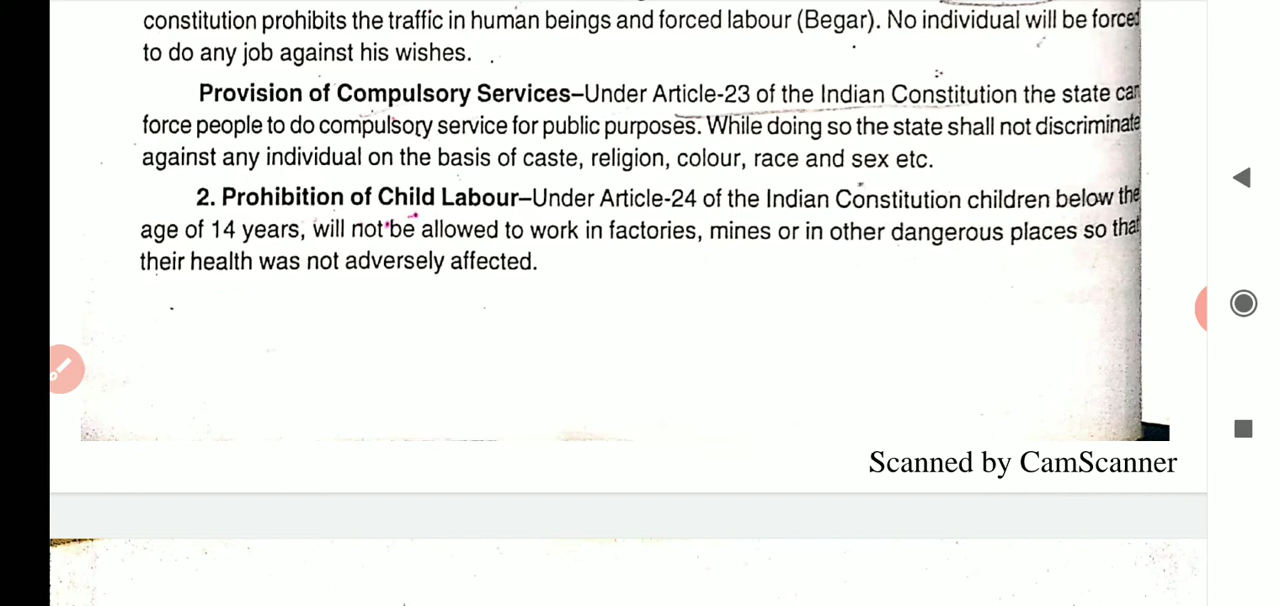 constitution prohibits the traffic in human beings and forced labour (Begar). No individual will be forced
to do any job against his wishes.
Provision of Compulsory Services–Under Article-23 of the Indian Constitution the state can
force people to do compulsory service for public purposes. While doing so the state shall not discriminate
against any individual on the basis of caste, religion, colour, race and sex etc.
2. Prohibition of Child Labour–Under Article-24 of the Indian Constitution children below the
age of 14 years, will not be allowed to work in factories, mines or in other dangerous places so that
their health was not adversely affected.
Scanned by CamScanner